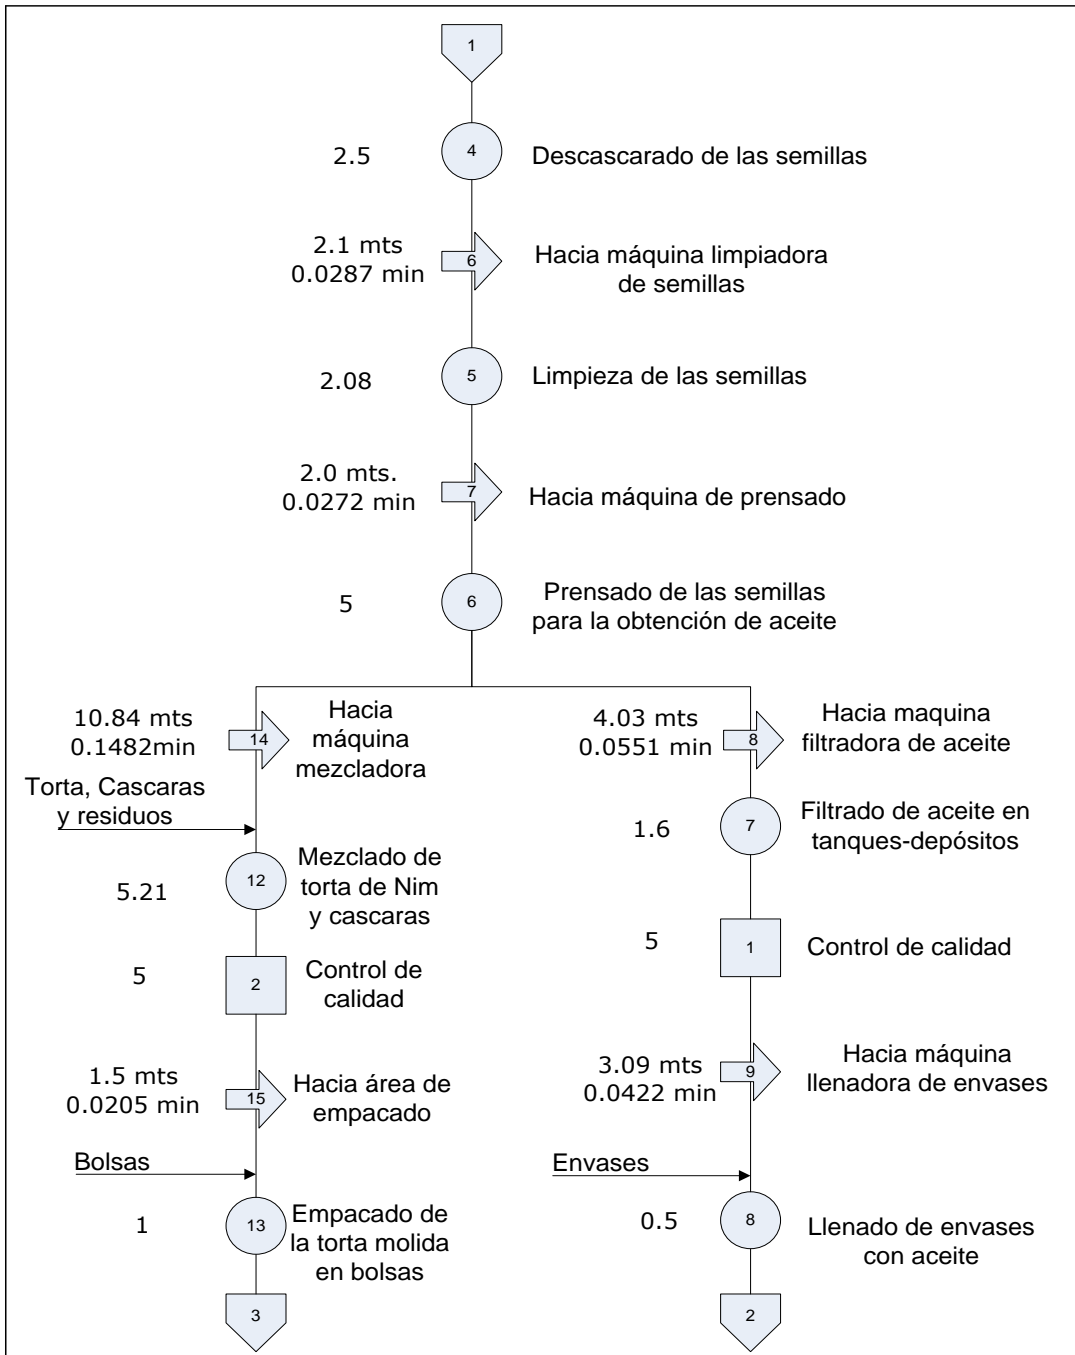 1
2.5
4
Descascarado de las semillas
2.1 mts
0.0287 min
6
Hacia máquina limpiadora
de semillas
2.08
5
Limpieza de las semillas
2.0 mts.
0.0272 min
7
Hacia máquina de prensado
5
6
Prensado de las semillas
para la obtención de aceite
10.84 mts
0.1482min
14
Hacia
máquina
mezcladora
Torta, Cascaras
y residuos
5.21
12
Mezclado de
torta de Nim
y cascaras
5
2
Control de
calidad
1.5 mts
0.0205 min
15
Hacia área de
empacado
Bolsas
1
13
Empacado de
la torta molida
en bolsas
3
4.03 mts
0.0551 min
8
Hacia maquina
filtradora de aceite
1.6
7
Filtrado de aceite en
tanques-depósitos
5
1
Control de calidad
3.09 mts
0.0422 min
9
Hacia máquina
llenadora de envases
Envases
0.5
8
Llenado de envases
con aceite
2